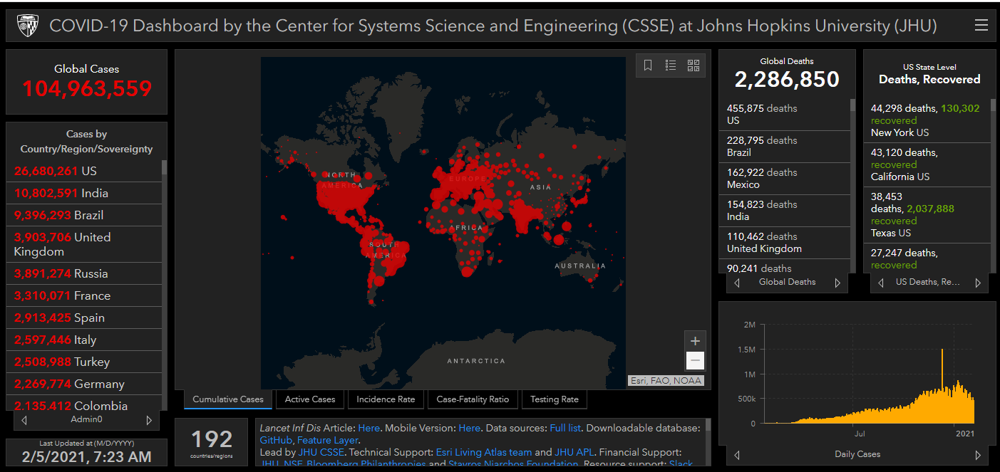 COVID-19 Dashboard by the Center for Systems Science and Engineering (CSSE) at Johns Hopkins University (JHU)
Global Cases
104,963,559
Cases by
Country/Region/Sovereignty
26,680,261 US
10,802,591 India
9,396,293 Brazil
3,903,706 United
Kingdom
3,891,274 Russia
3,310,071 France
2,913,425 Spain
2,597,446 Italy
2,508,988 Turkey
2,269,774 Germany
2,135,412 Colombia
Admin0
Last Updated at (M/D/YYYY)
2/5/2021, 7:23 AM
NORTH
AMERICA
EUROPE
ASIA
AFRICA
SOUTH
AMERICA
AUSTRALIA
ANTARCTICA
Esri, FAO, NOAA
Cumulative Cases
Active Cases
Incidence Rate
Case-Fatality Ratio
Testing Rate
192
countries/regions
Lancet Inf Dis Article: Here. Mobile Version: Here. Data sources: Full list. Downloadable database:
GitHub, Feature Layer.
Lead by JHU CSSE. Technical Support: Esri Living Atlas team and JHU APL. Financial Support:
JHU, NSF, Bloomberg Philanthropies and Stavros Niarchos Foundation. Resource support: Slack,
Global Deaths
2,286,850
455,875 deaths
US
228,795 deaths
Brazil
162,922 deaths
Mexico
154,823 deaths
India
110,462 deaths
United Kingdom
90,241 deaths
Global Deaths
US State Level
Deaths, Recovered
44,298 deaths, 130,302
recovered
New York US
43,120 deaths,
recovered
California US
38,453
deaths, 2,037,888
recovered
Texas US
27,247 deaths,
recovered
US Deaths, Re...
2M
1.5M
1M
500k
0
Jul
2021
Daily Cases